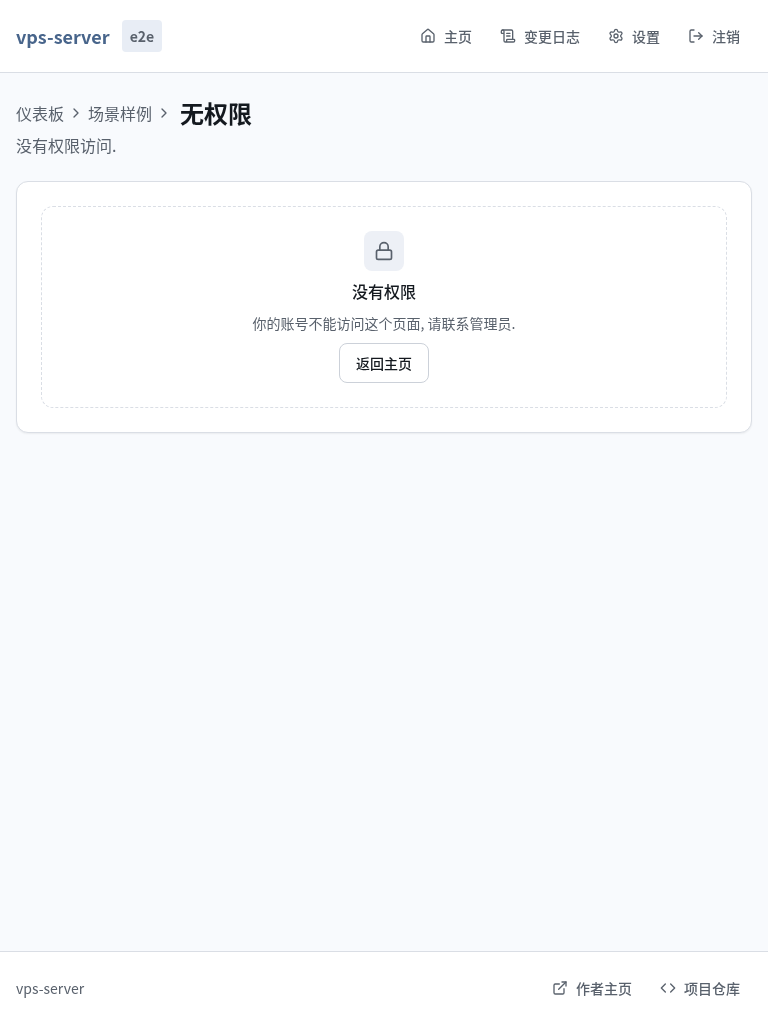 vps-server e2e 主页 变更日志 设置 注销
仪表板 场景样例 无权限
没有权限访问.
没有权限
你的账号不能访问这个页面, 请联系管理员.
返回主页
vps-server 作者主页 项目仓库